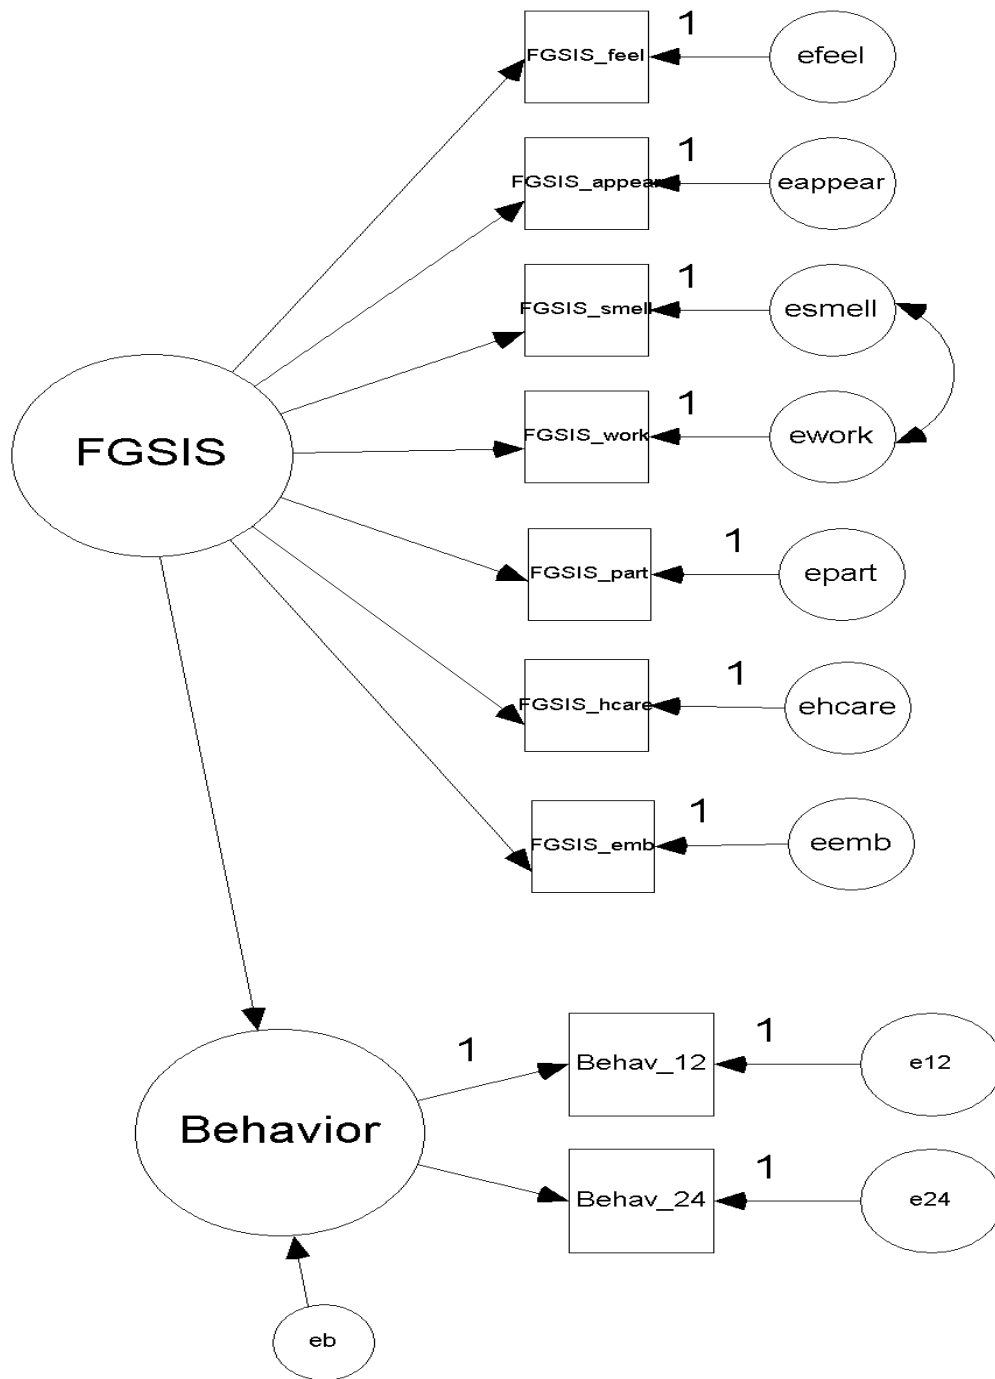 1
FGSIS_feel
efeel
1
FGSIS_appear
eappear
1
FGSIS_smell
esmell
1
FGSIS_work
ework
FGSIS
1
FGSIS_part
epart
1
FGSIS_hcare
ehcare
1
FGSIS_emb
eemb
1
Behav_12
1
e12
Behavior
Behav_24
1
e24
eb